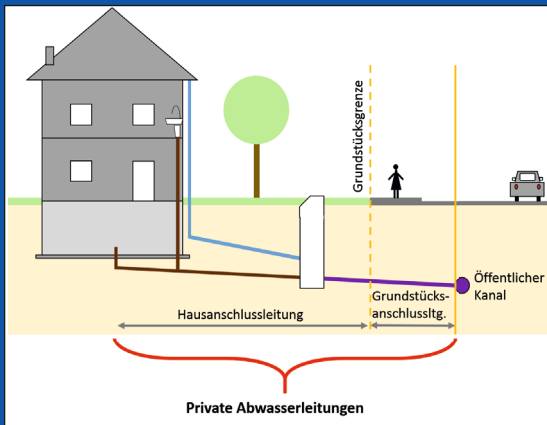 Grundstücksgrenze
Öffentlicher
Kanal
Hausanschlussleitung
Grundstücks-
anschlussltg.
Private Abwasserleitungen